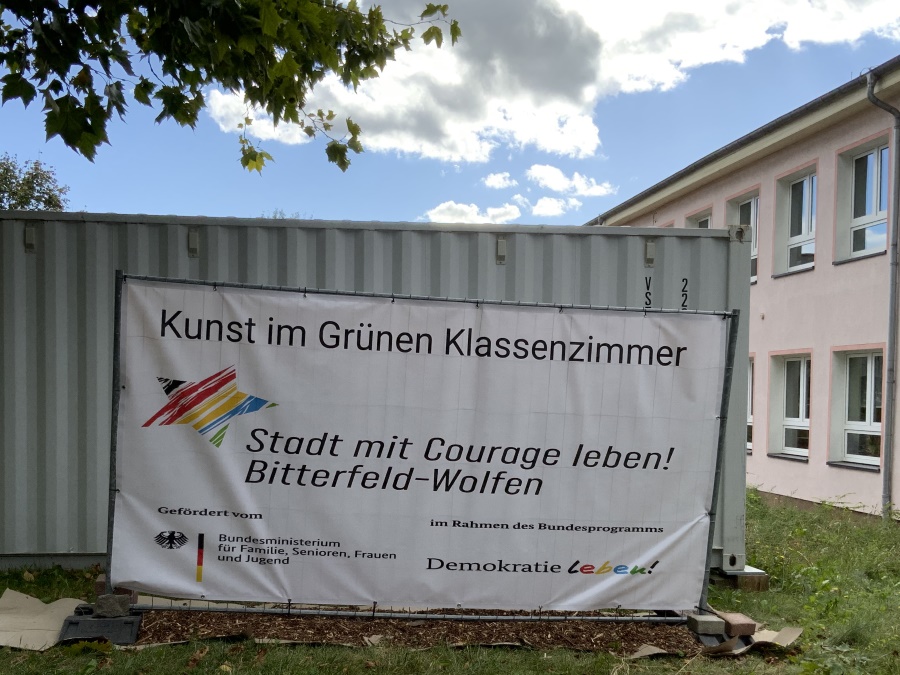 VS 22
Kunst im Grünen Klassenzimmer
Stadt mit Courage leben!
Bitterfeld-Wolfen
Gefördert vom
im Rahmen des Bundesprogramms
Bundesministerium
für Familie, Senioren, Frauen
und Jugend
Demokratie Leben!